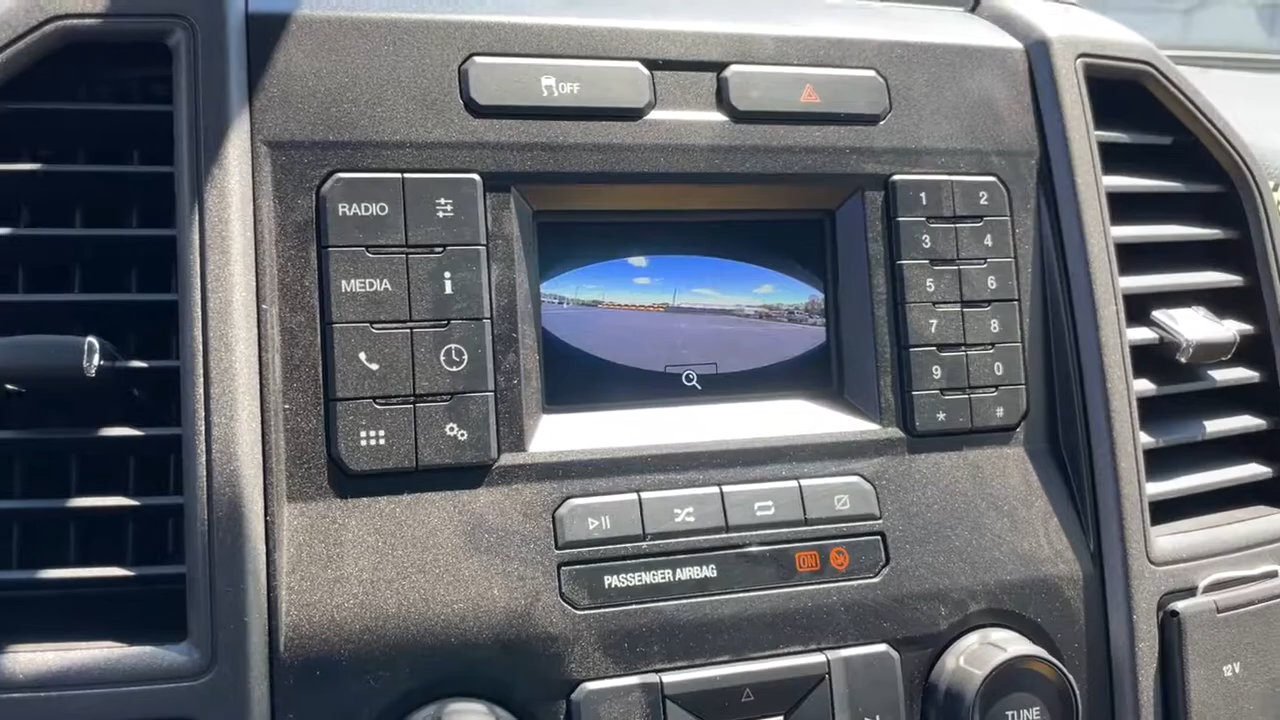 OFF
RADIO
MEDIA
i
1 2
3 4
5 6
7 8
9 0
* #
PASSENGER AIRBAG ON
12V
TUNE